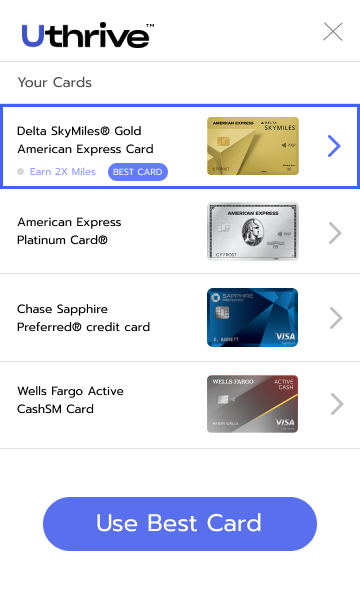 Uthrive™
Your Cards
Delta SkyMiles® Gold
American Express Card
Earn 2X Miles
BEST CARD
AMERICAN EXPRESS
DELTA
SKYMILES
American Express
Platinum Card®
AMERICAN EXPRESS
Chase Sapphire
Preferred® credit card
SAPPHIRE
PREFERRED
D. BARRETT
VISA
Wells Fargo Active
CashSM Card
WELLS FARGO
ACTIVE
CASH
VISA
Use Best Card